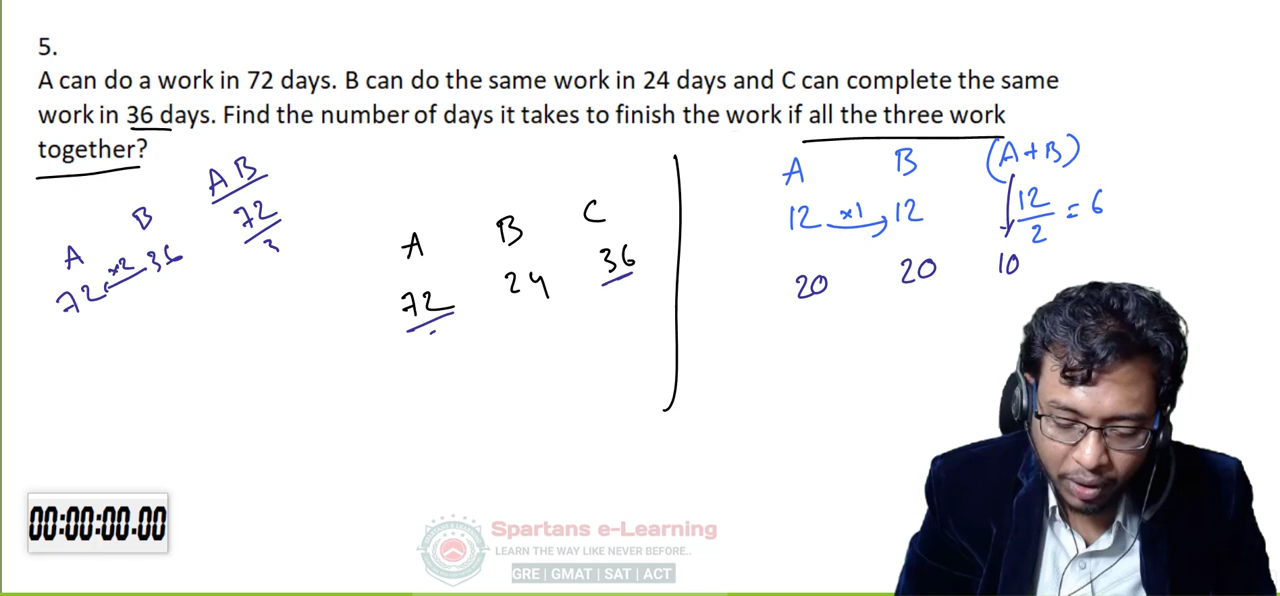 5.
A can do a work in 72 days. B can do the same work in 24 days and C can complete the same
work in 36 days. Find the number of days it takes to finish the work if all the three work
together?
A B
72
3
B
A
72 ×2 36
A B C
72 24 36
A B (A+B)
12 ×1 12 12/2 = 6
20 20 10
00:00:00.00
Spartans e-Learning
LEARN THE WAY LIKE NEVER BEFORE..
GRE | GMAT | SAT | ACT